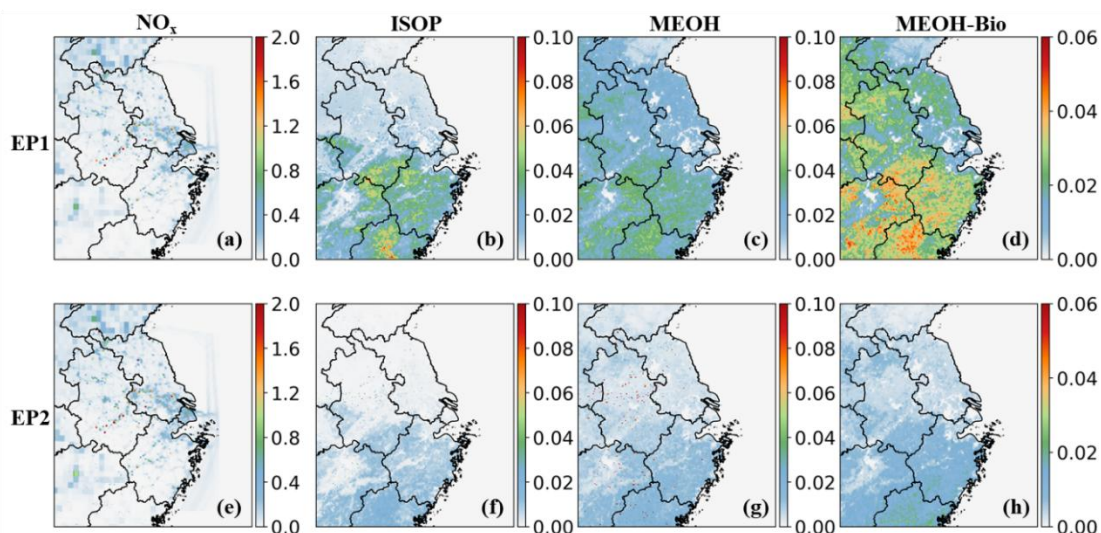 NOx ISOP MEOH MEOH-Bio
EP1
2.0 1.6 1.2 0.8 0.4 0.0
(a)
0.10 0.08 0.06 0.04 0.02 0.00
(b)
0.10 0.08 0.06 0.04 0.02 0.00
(c)
0.06 0.04 0.02 0.00
(d)
EP2
2.0 1.6 1.2 0.8 0.4 0.0
(e)
0.10 0.08 0.06 0.04 0.02 0.00
(f)
0.10 0.08 0.06 0.04 0.02 0.00
(g)
0.06 0.04 0.02 0.00
(h)